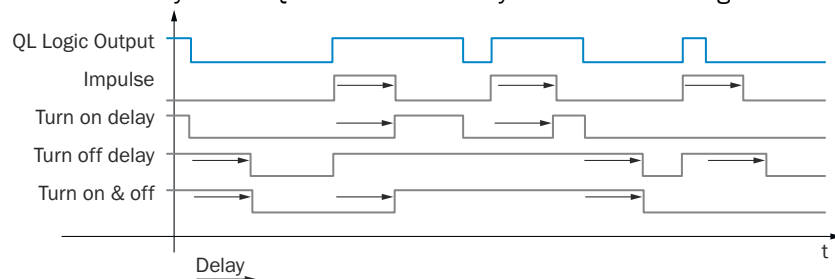 QL Logic Output
Impulse
Turn on delay
Turn off delay
Turn on & off
t
Delay